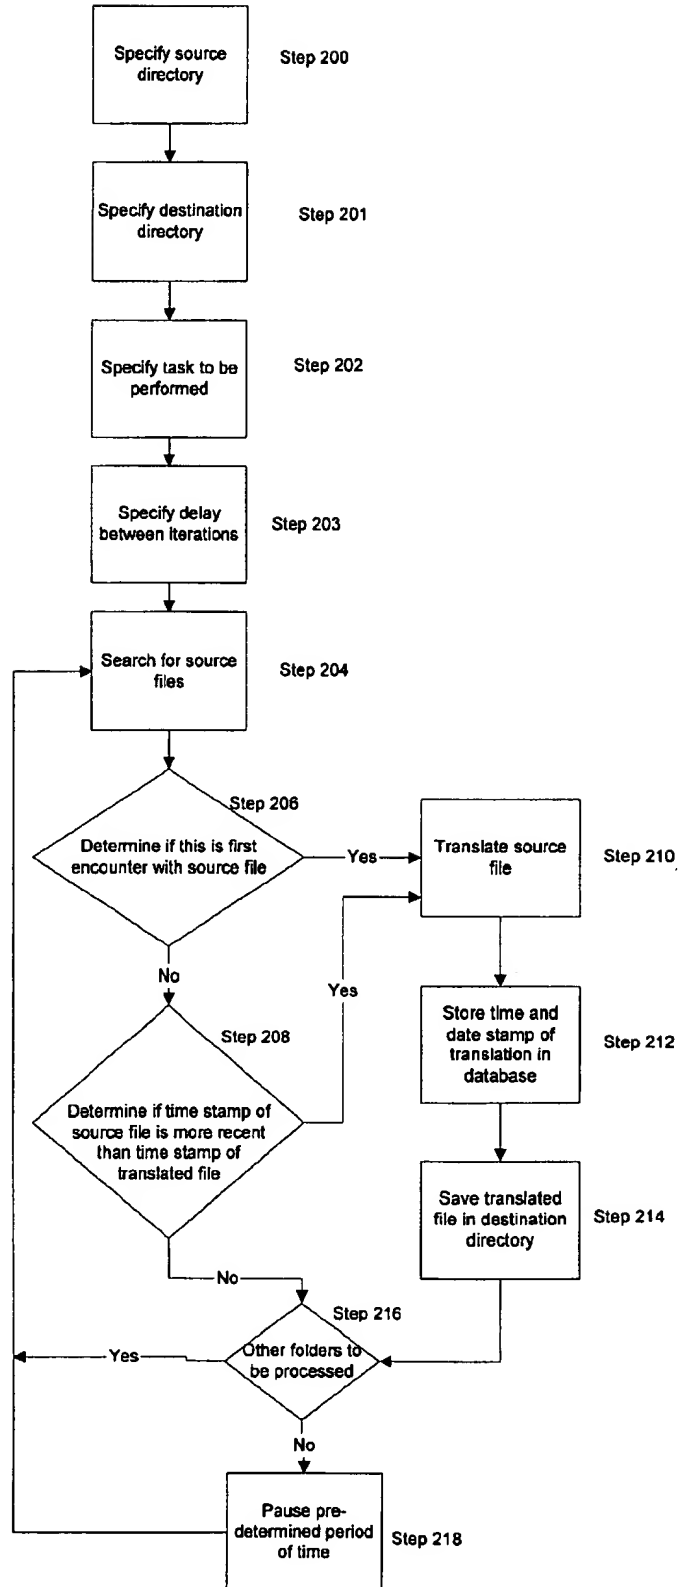 Specify source
directory
Step 200
Specify destination
directory
Step 201
Specify task to be
performed
Step 202
Specify delay
between iterations
Step 203
Search for source
files
Step 204
Step 206
Determine if this is first
encounter with source file
Yes
Translate source
file
Step 210
No
Yes
Step 208
Determine if time stamp of
source file is more recent
than time stamp of
translated file
Store time and
date stamp of
translation in
database
Step 212
Save translated
file in destination
directory
Step 214
No
Step 216
Other folders to
be processed
Yes
No
Pause pre-
determined period
of time
Step 218